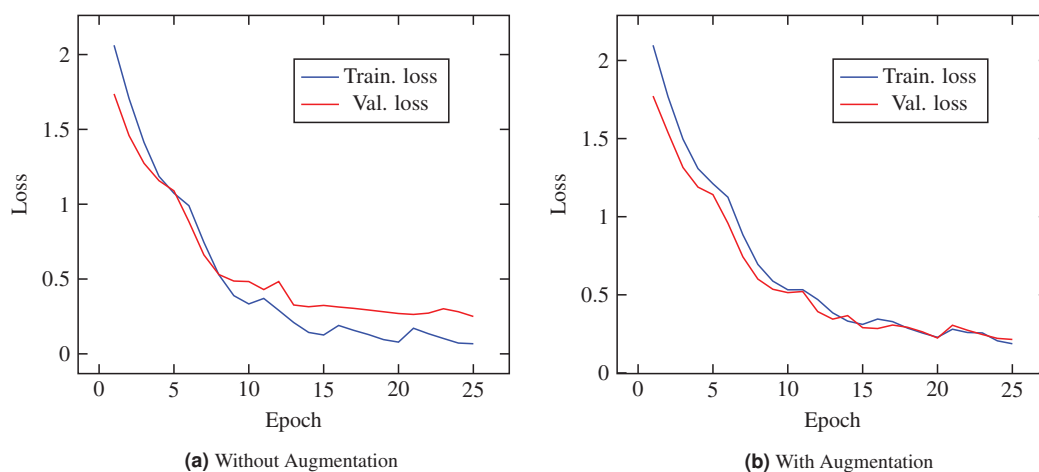 2
1.5
1
0.5
0
Loss
Train. loss
Val. loss
0 5 10 15 20 25
Epoch
(a) Without Augmentation
2
1.5
1
0.5
0
Loss
Train. loss
Val. loss
0 5 10 15 20 25
Epoch
(b) With Augmentation